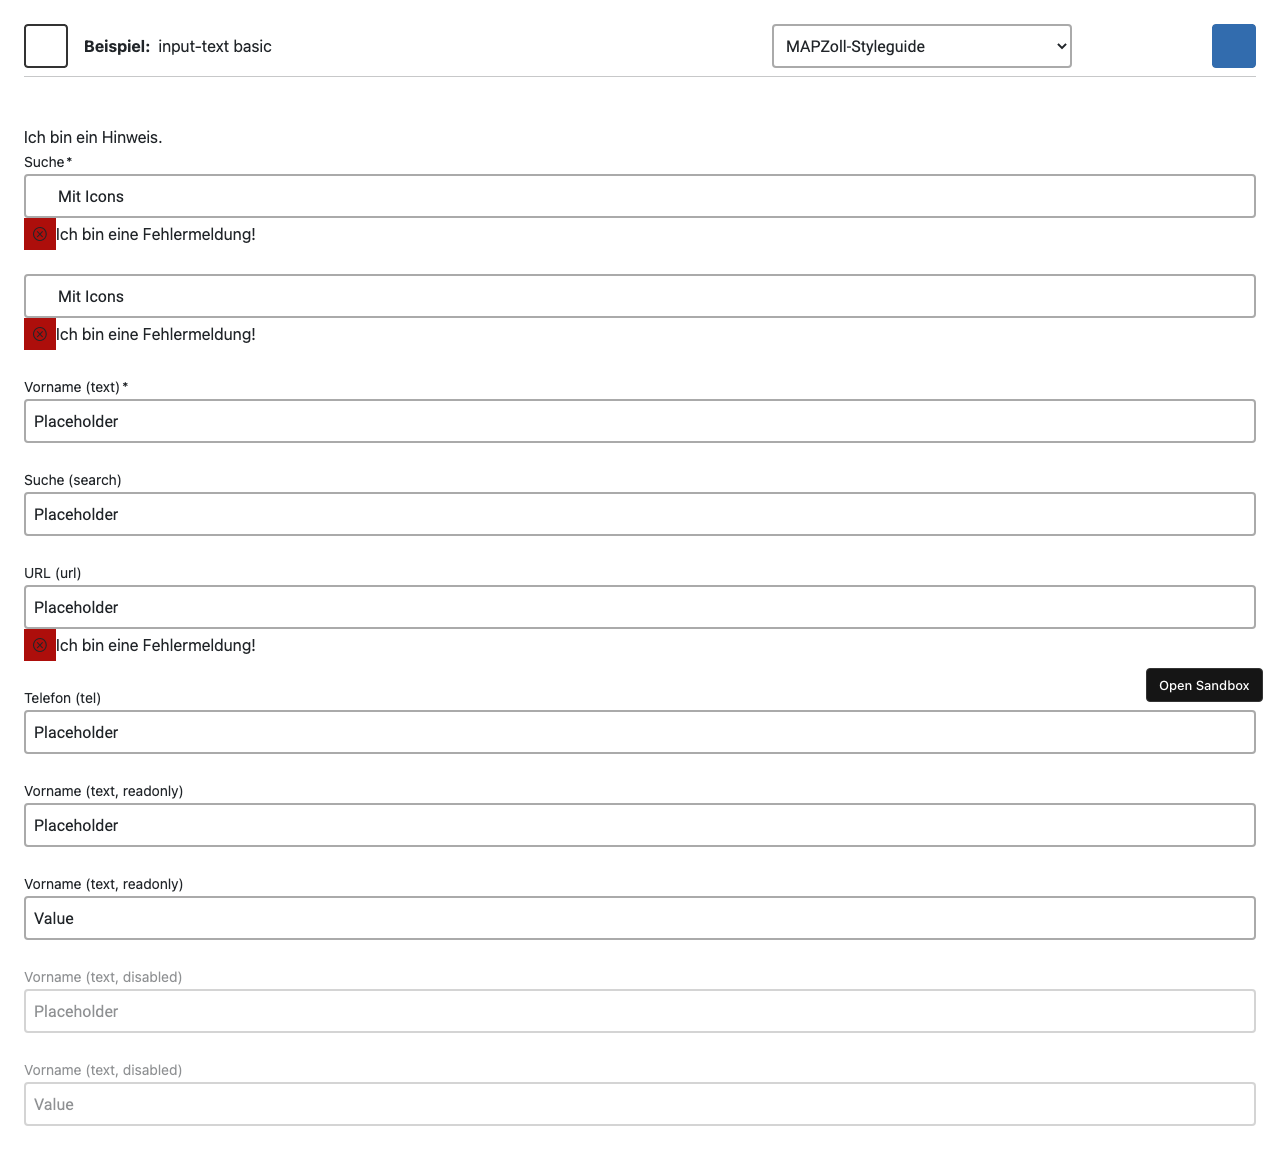 Beispiel: input-text basic
MAPZoll-Styleguide
Ich bin ein Hinweis.
Suche*
Mit Icons
Ich bin eine Fehlermeldung!
Mit Icons
Ich bin eine Fehlermeldung!
Vorname (text)*
Placeholder
Suche (search)
Placeholder
URL (url)
Placeholder
Ich bin eine Fehlermeldung!
Open Sandbox
Telefon (tel)
Placeholder
Vorname (text, readonly)
Placeholder
Vorname (text, readonly)
Value
Vorname (text, disabled)
Placeholder
Vorname (text, disabled)
Value